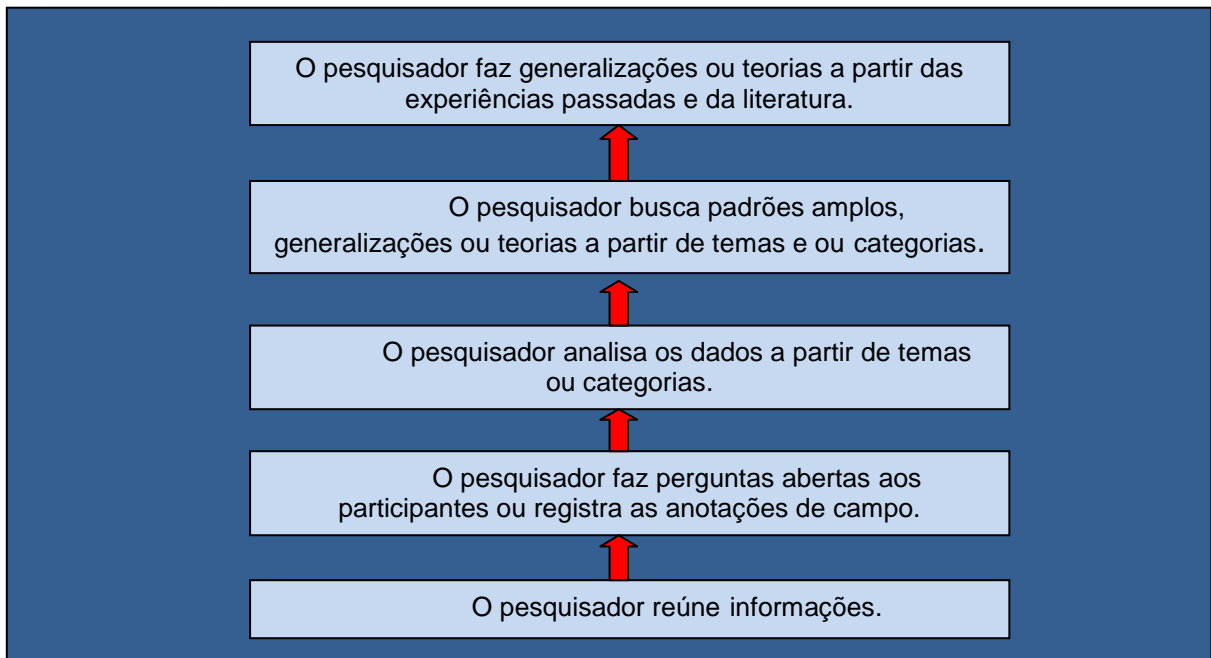 O pesquisador faz generalizações ou teorias a partir das
experiências passadas e da literatura.
O pesquisador busca padrões amplos,
generalizações ou teorias a partir de temas e ou categorias.
O pesquisador analisa os dados a partir de temas
ou categorias.
O pesquisador faz perguntas abertas aos
participantes ou registra as anotações de campo.
O pesquisador reúne informações.